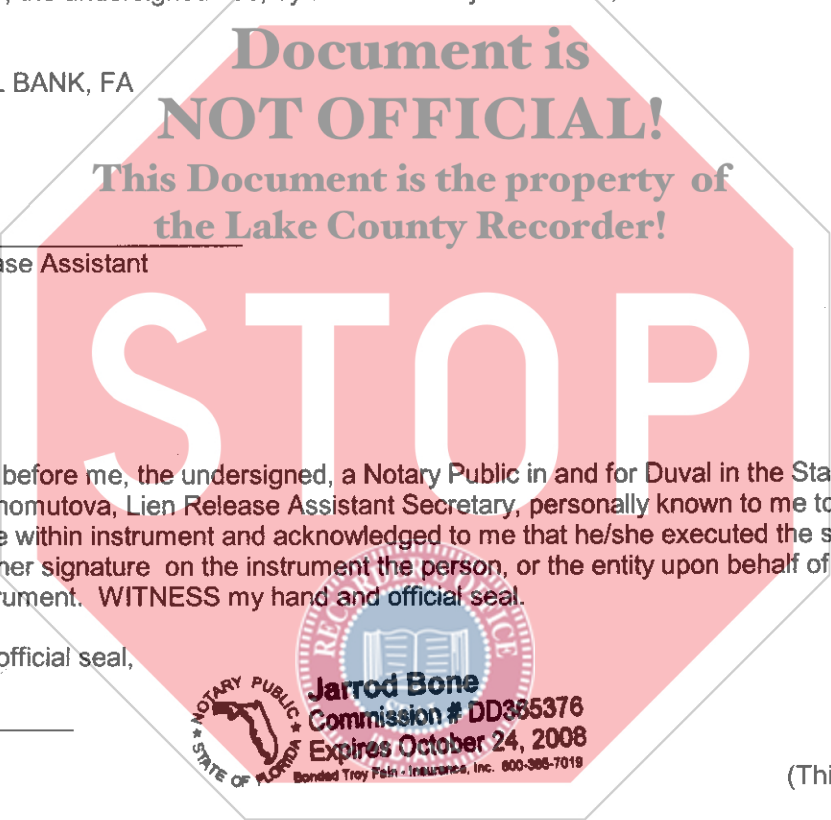 Document is
L BANK, FA
NOT OFFICIAL!
This Document is the property of
the Lake County Recorder!
ase Assistant
STOP
before me, the undersigned, a Notary Public in and for Duval in the Sta
homutova, Lien Release Assistant Secretary, personally known to me to
e within instrument and acknowledged to me that he/she executed the s
her signature on the instrument the person, or the entity upon behalf of
rument. WITNESS my hand and official seal.
RECORDER'S OFFICE
official seal,
NOTARY PUBLIC
STATE OF FLORIDA
Jarrod Bone
Commission # DD365376
Expires October 24, 2008
Bonded Troy Fain - Insurance, Inc. 800-385-7019
(Thi